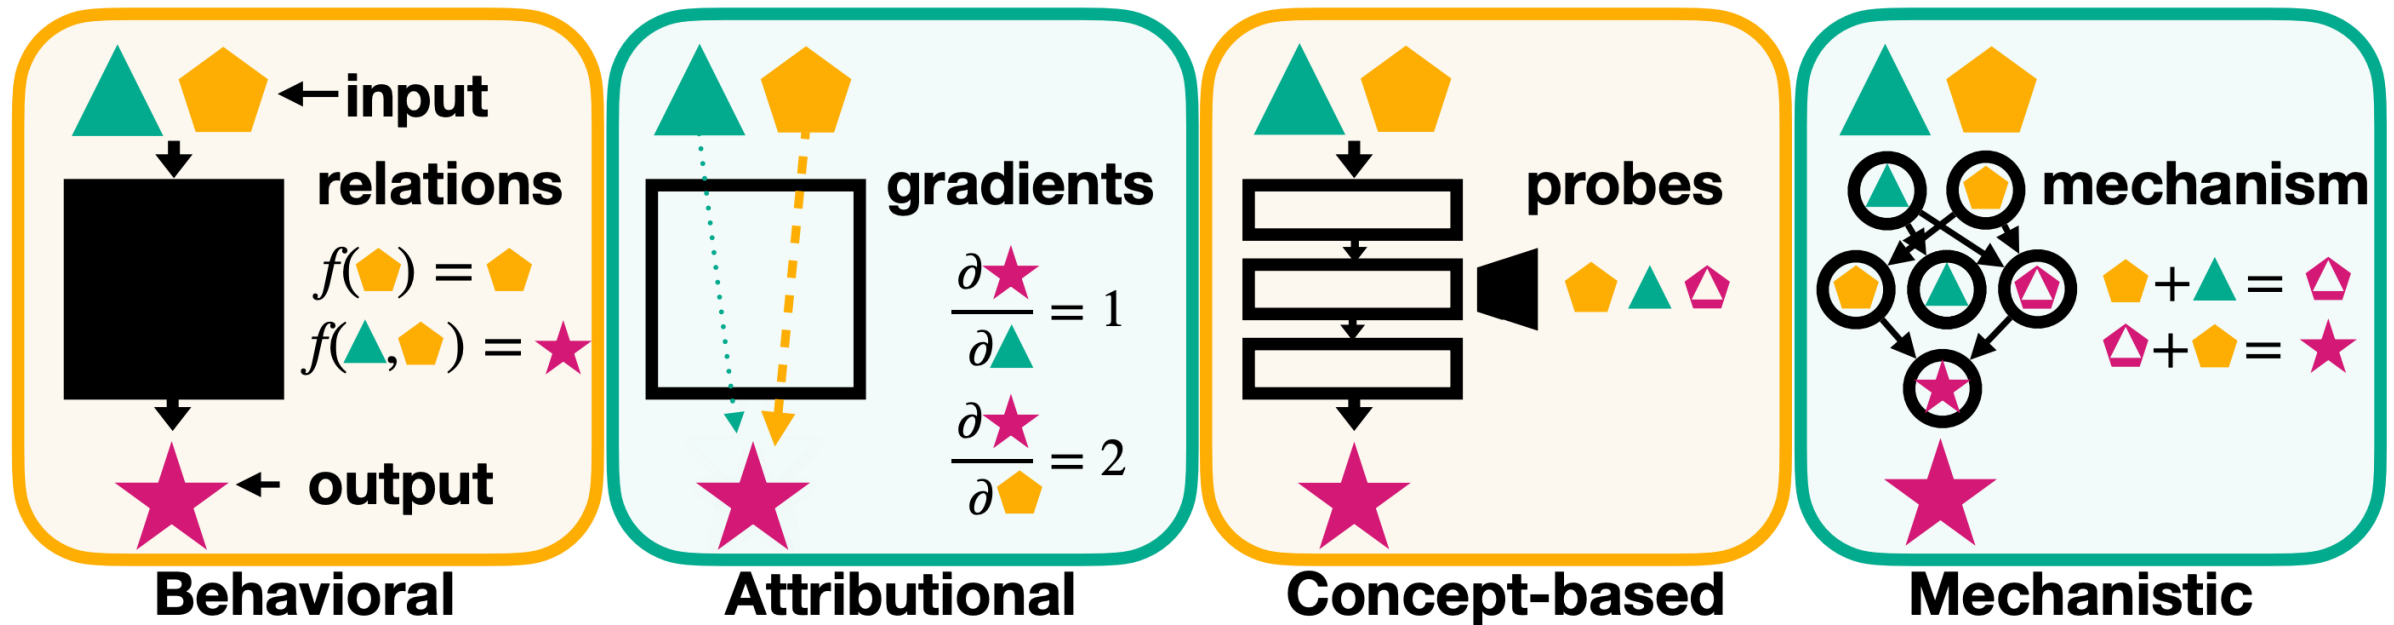 input
relations
f( ) =
f( , ) =
output
Behavioral
gradients
∂
∂
= 1
∂
∂
= 2
Attributional
probes
Concept-based
mechanism
+ =
+ =
Mechanistic